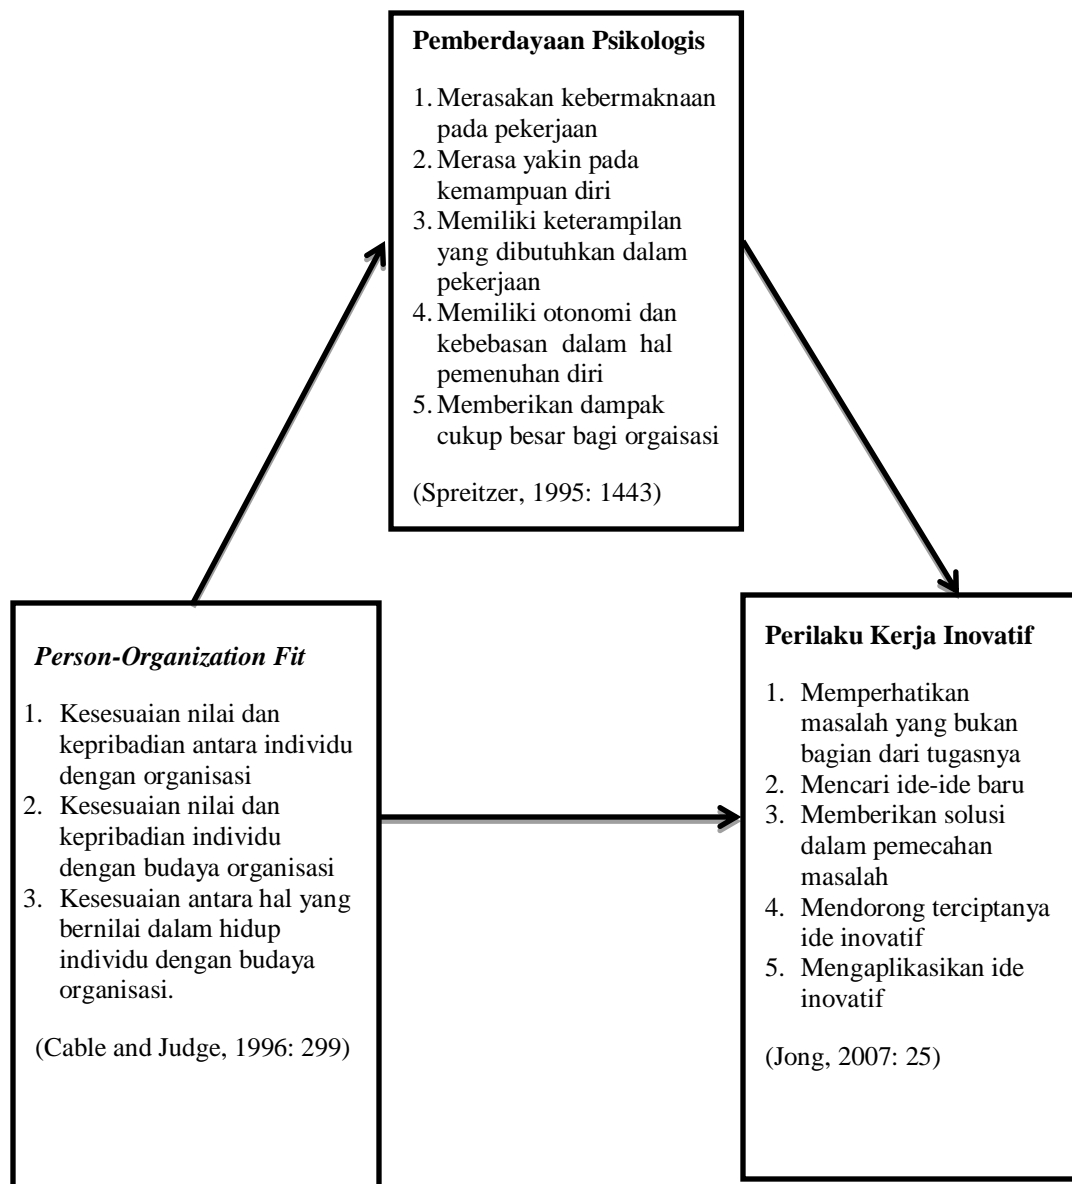 Pemberdayaan Psikologis
1. Merasakan kebermaknaan
pada pekerjaan
2. Merasa yakin pada
kemampuan diri
3. Memiliki keterampilan
yang dibutuhkan dalam
pekerjaan
4. Memiliki otonomi dan
kebebasan dalam hal
pemenuhan diri
5. Memberikan dampak
cukup besar bagi orgaisasi
(Spreitzer, 1995: 1443)
Person-Organization Fit
1. Kesesuaian nilai dan
kepribadian antara individu
dengan organisasi
2. Kesesuaian nilai dan
kepribadian individu
dengan budaya organisasi
3. Kesesuaian antara hal yang
bernilai dalam hidup
individu dengan budaya
organisasi.
(Cable and Judge, 1996: 299)
Perilaku Kerja Inovatif
1. Memperhatikan
masalah yang bukan
bagian dari tugasnya
2. Mencari ide-ide baru
3. Memberikan solusi
dalam pemecahan
masalah
4. Mendorong terciptanya
ide inovatif
5. Mengaplikasikan ide
inovatif
(Jong, 2007: 25)